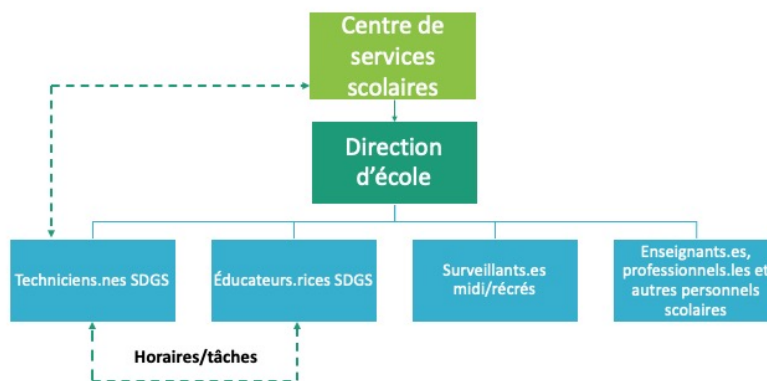 Centre de
services
scolaires
Direction
d'école
Techniciens.nes SDGS
Éducateurs.rices SDGS
Surveillants.es
midi/récrés
Enseignants.es,
professionnels.les et
autres personnels
scolaires
Horaires/tâches